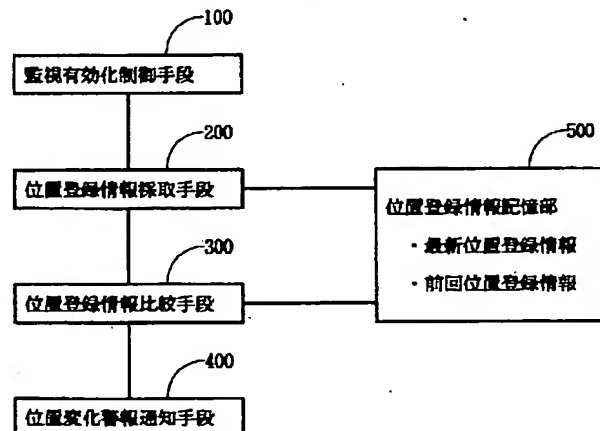 100
監視有効化制御手段
200
位置登録情報採取手段
300
位置登録情報比較手段
400
位置変化警報通知手段
500
位置登録情報記憶部
・最新位置登録情報
・前回位置登録情報